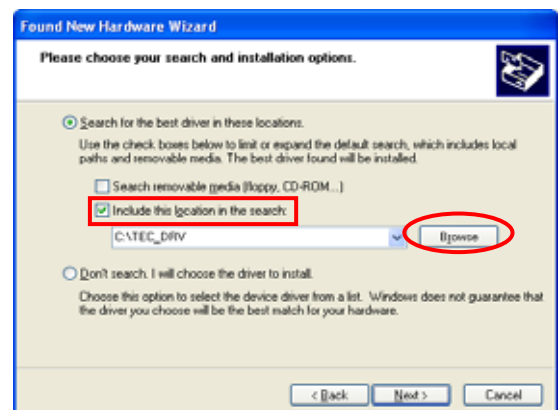 Found New Hardware Wizard
Please choose your search and installation options.
Search for the best driver in these locations.
Use the check boxes below to limit or expand the default search, which includes local
paths and removable media. The best driver found will be installed.
Search removable media (floppy, CD-ROM...)
Include this location in the search:
C:\TEC_DRV
Browse
Don't search. I will choose the driver to install.
Choose this option to select the device driver from a list. Windows does not guarantee that
the driver you choose will be the best match for your hardware.
< Back
Next >
Cancel